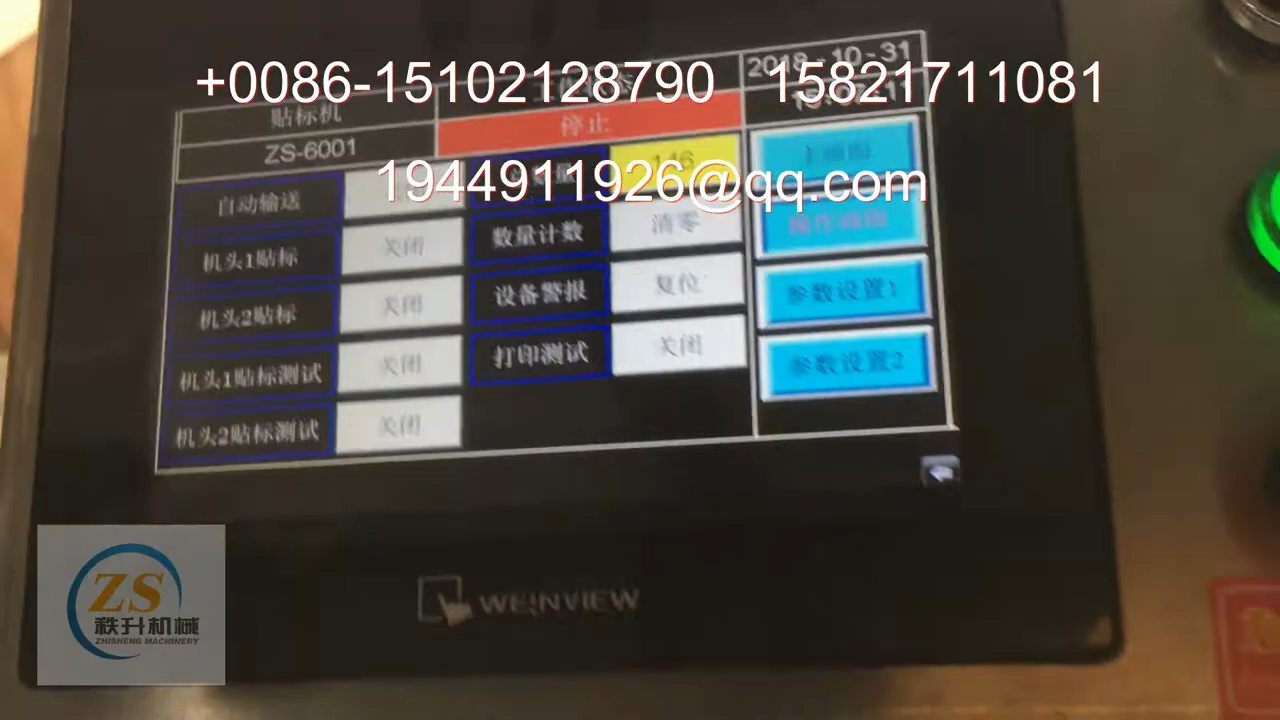 +0086-15102128790 15821711081
1944911926@qq.com
2018-10-31
贴标机
停止
ZS-6001
146
自动输送
数量计数
清零
机头1贴标
关闭
设备警报
复位
参数设置1
机头2贴标
关闭
打印测试
关闭
参数设置2
机头1贴标测试
关闭
机头2贴标测试
关闭
WEINVIEW
ZS
秩升机械
ZHISHENG MACHINERY